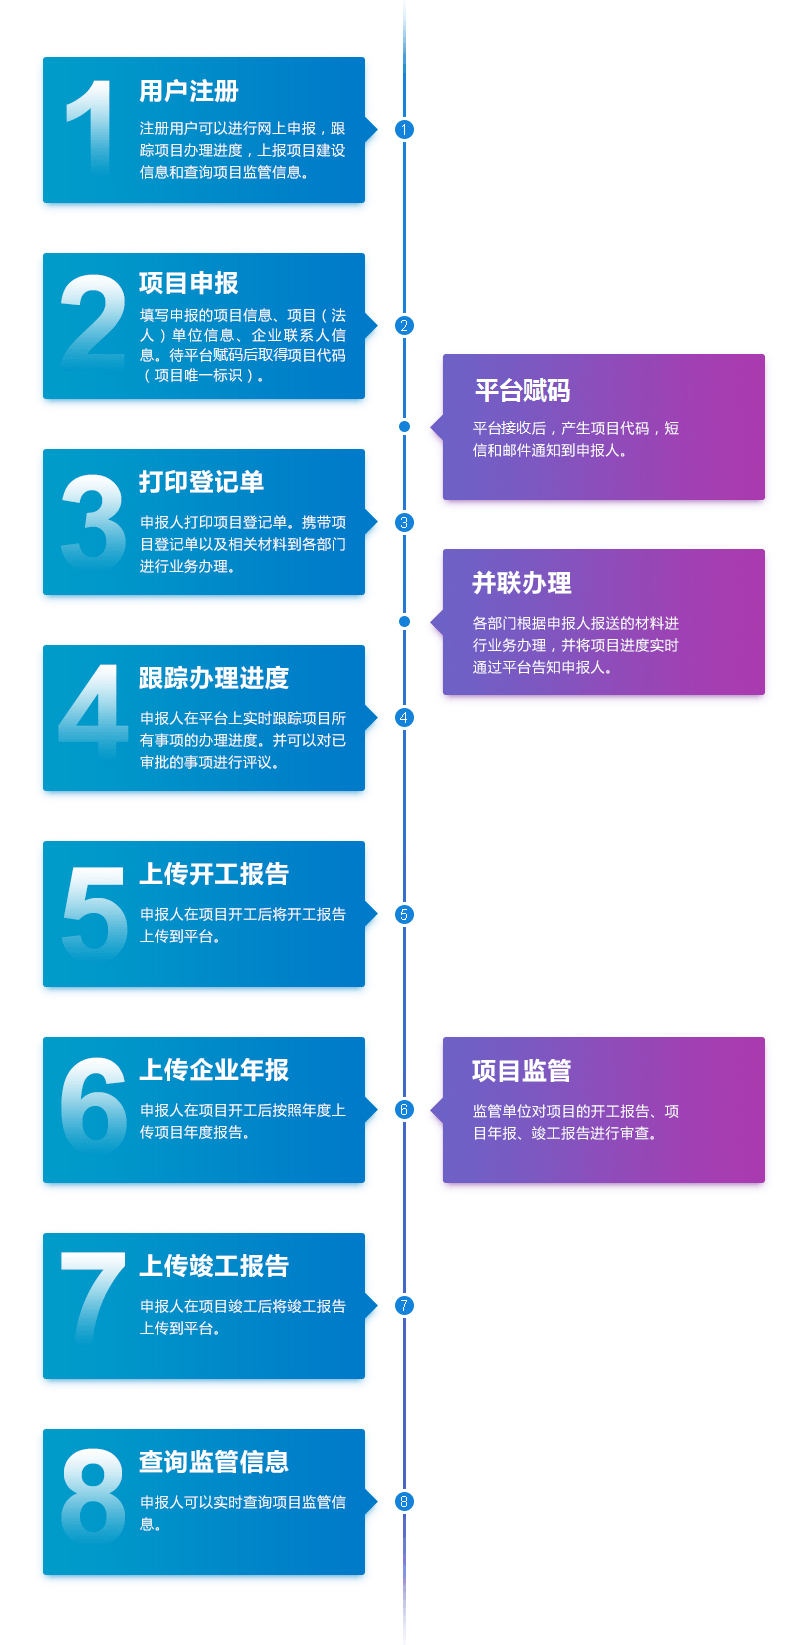 1
用户注册
注册用户可以进行网上申报，跟
踪项目办理进度，上报项目建设
信息和查询项目监管信息。
1
2
项目申报
填写申报的项目信息、项目（法
人）单位信息、企业联系人信
息。待平台赋码后取得项目代码
（项目唯一标识）。
2
平台赋码
平台接收后，产生项目代码，短
信和邮件通知到申报人。
3
打印登记单
申报人打印项目登记单。携带项
目登记单以及相关材料到各部门
进行业务办理。
3
并联办理
各部门根据申报人报送的材料进
行业务办理，并将项目进度实时
通过平台告知申报人。
4
跟踪办理进度
申报人在平台上实时跟踪项目所
有事项的办理进度。并可以对已
审批的事项进行评议。
4
5
上传开工报告
申报人在项目开工后将开工报告
上传到平台。
5
6
上传企业年报
申报人在项目开工后按照年度上
传项目年度报告。
6
项目监管
监管单位对项目的开工报告、项
目年报、竣工报告进行审查。
7
上传竣工报告
申报人在项目竣工后将竣工报告
上传到平台。
7
8
查询监管信息
申报人可以实时查询项目监管信
息。
8